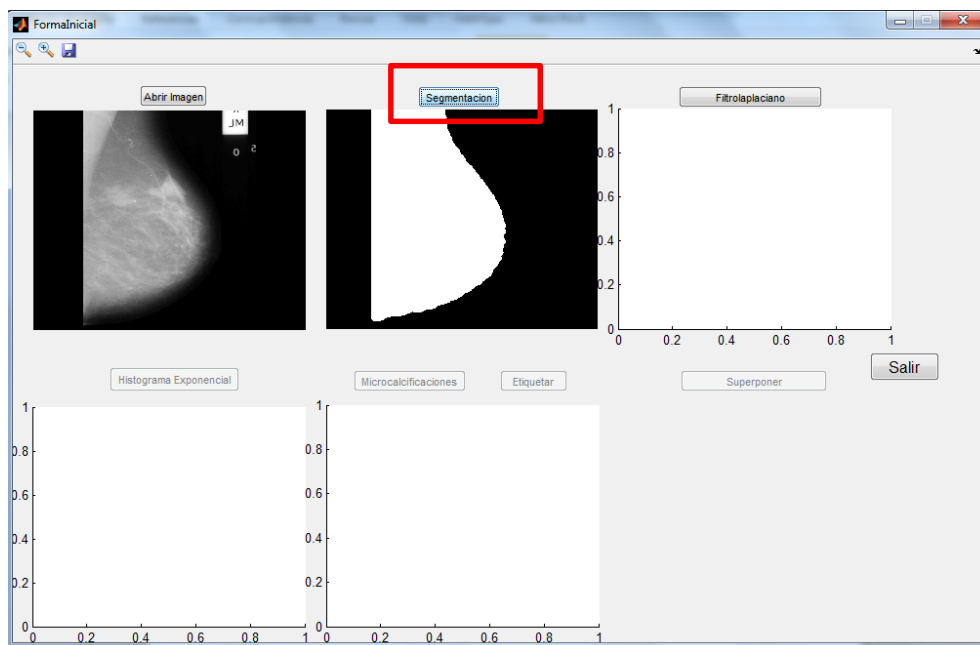 FormaInicial
Abrir Imagen
Segmentacion
Filtrolaplaciano
ML
O
1
0.8
0.6
0.4
0.2
0
0 0.2 0.4 0.6 0.8 1
Histograma Exponencial
Microcalcificaciones
Etiquetar
Superponer
Salir
1
0.8
0.6
0.4
0.2
0
0 0.2 0.4 0.6 0.8 1
1
0.8
0.6
0.4
0.2
0
0 0.2 0.4 0.6 0.8 1